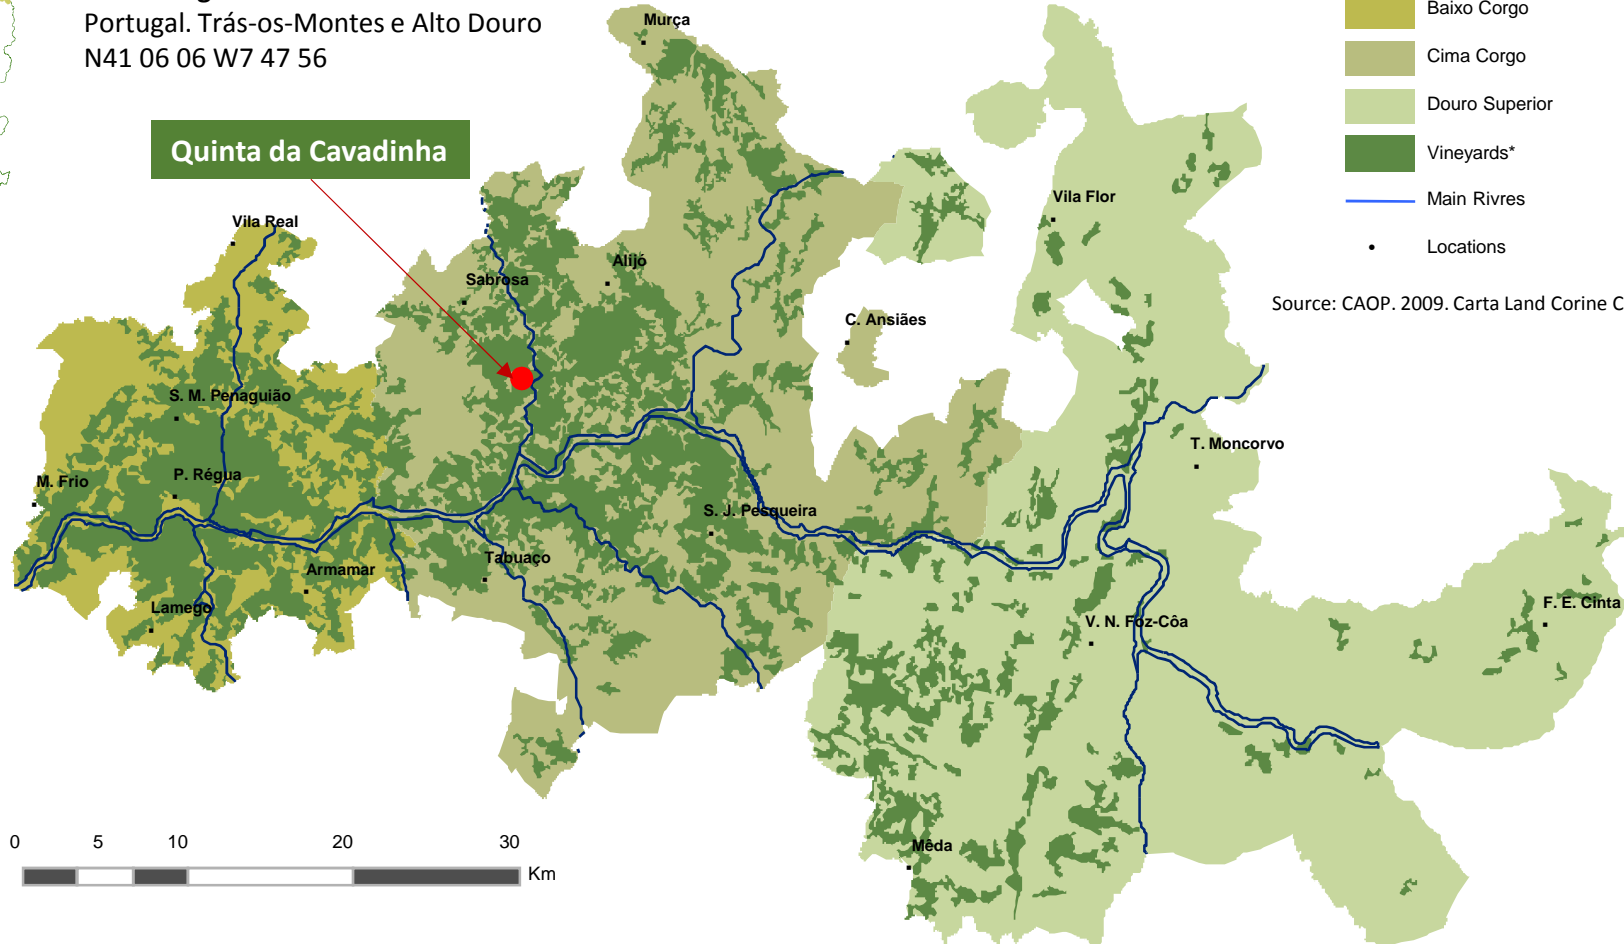 Portugal. Trás-os-Montes e Alto Douro
N41 06 06 W7 47 56
Quinta da Cavadinha
Baixo Corgo
Cima Corgo
Douro Superior
Vineyards*
Main Rivres
Locations
Source: CAOP. 2009. Carta Land Corine C
Murça
Vila Real
Vila Flor
Alijó
Sabrosa
C. Ansiães
S. M. Penaguião
T. Moncorvo
P. Régua
M. Frio
S. J. Pesqueira
Tabuaço
Armamar
Lamego
F. E. Cinta
V. N. Foz-Côa
Mêda
0 5 10 20 30
Km